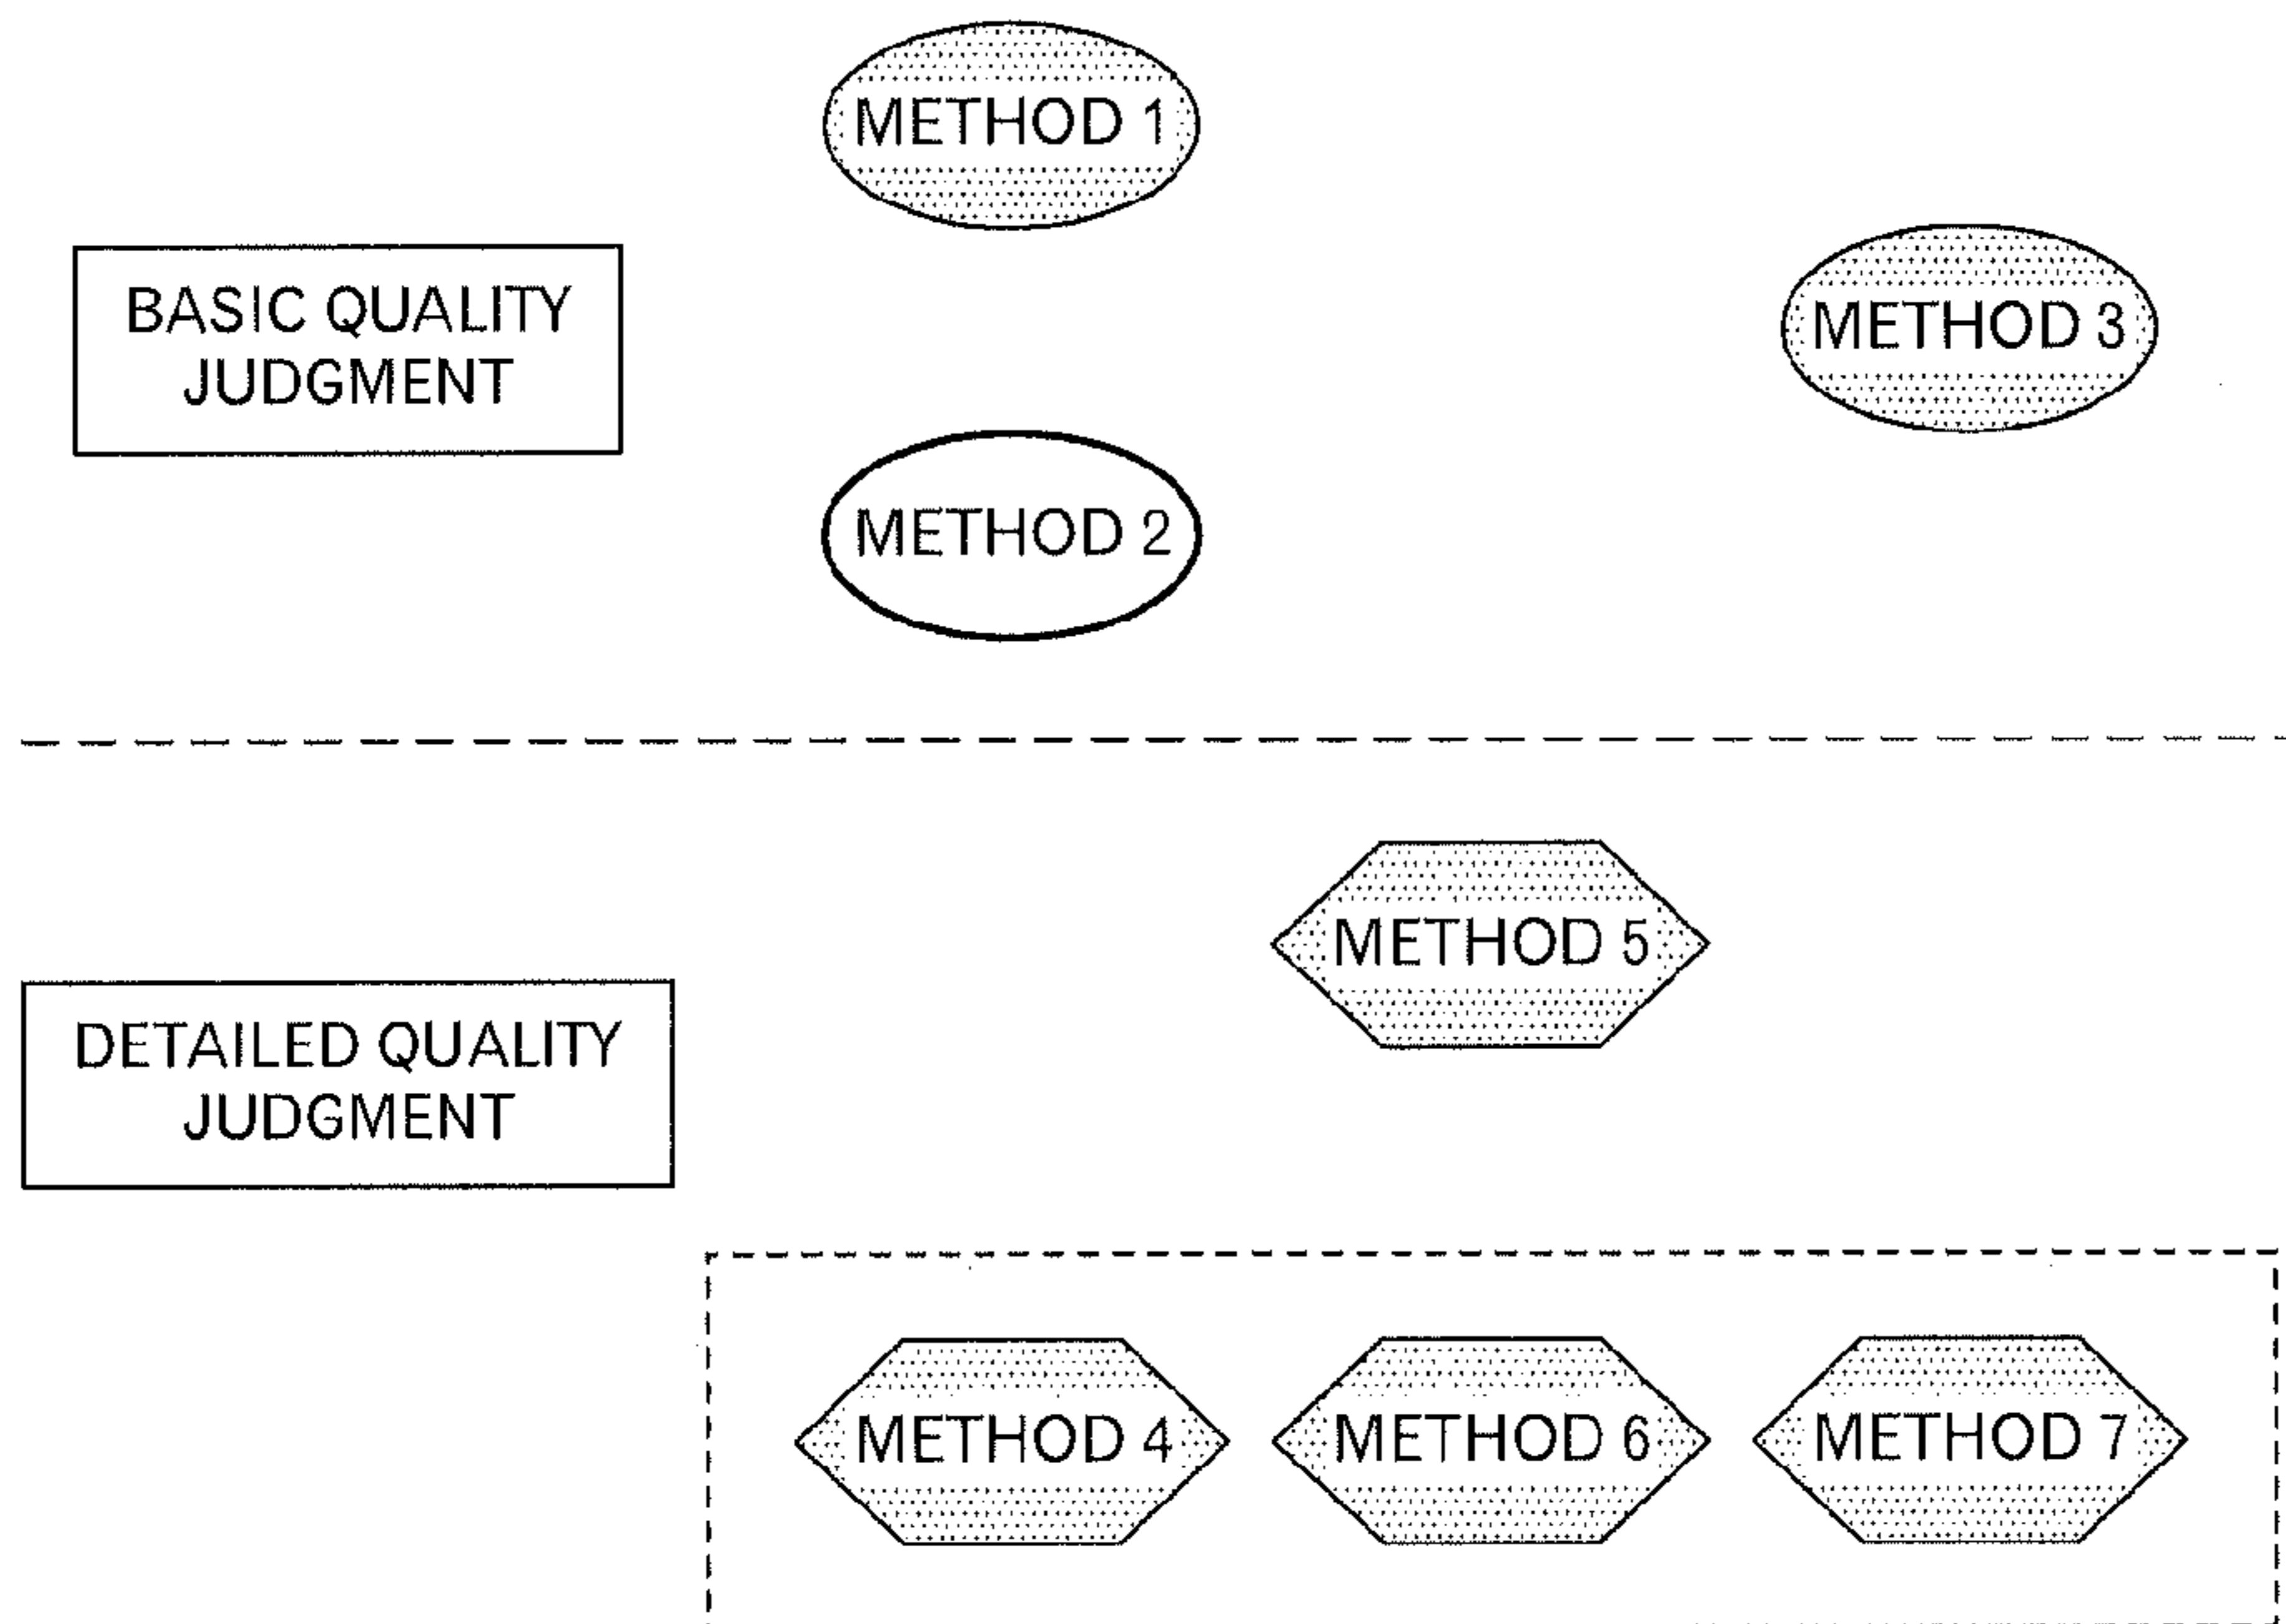 METHOD 1
BASIC QUALITY
JUDGMENT
METHOD 3
METHOD 2
METHOD 5
DETAILED QUALITY
JUDGMENT
METHOD 4
METHOD 6
METHOD 7